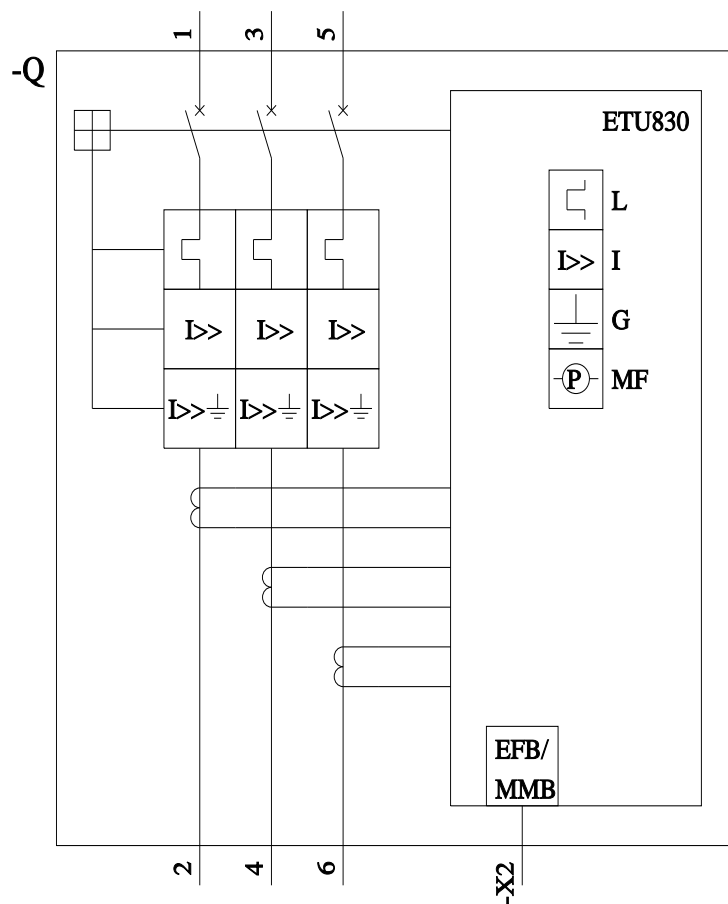 1 3 5
-Q
ETU830
L
I>> I
G
P MF
I>> I>> I>>
I>> I>> I>>
EFB/
MMB
2 4 6
-X2